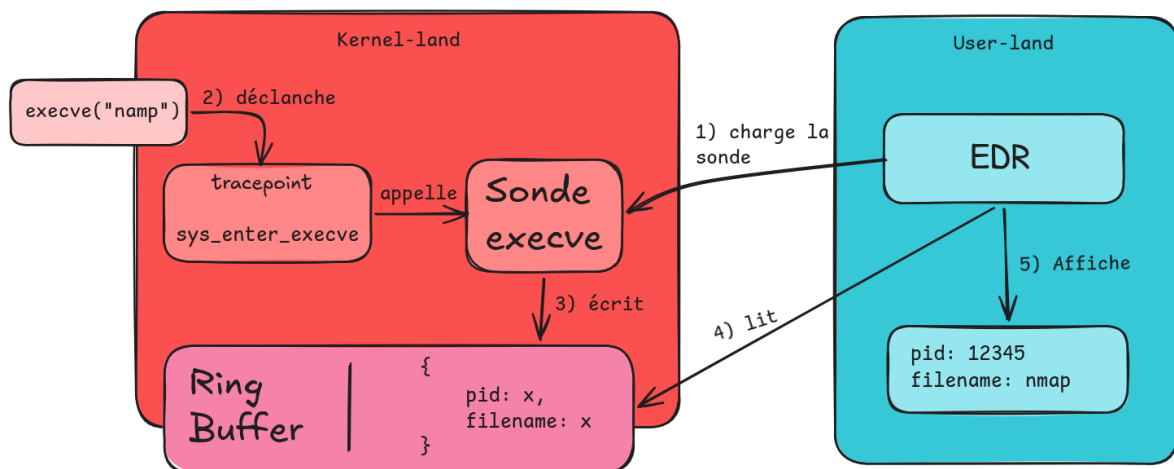 Kernel-land
User-land
execve("namp")
2) déclanche
1) charge la
sonde
EDR
tracepoint
sys_enter_execve
appelle
Sonde
execve
3) écrit
4) lit
5) Affiche
Ring
Buffer
{
pid: x,
filename: x
}
pid: 12345
filename: nmap